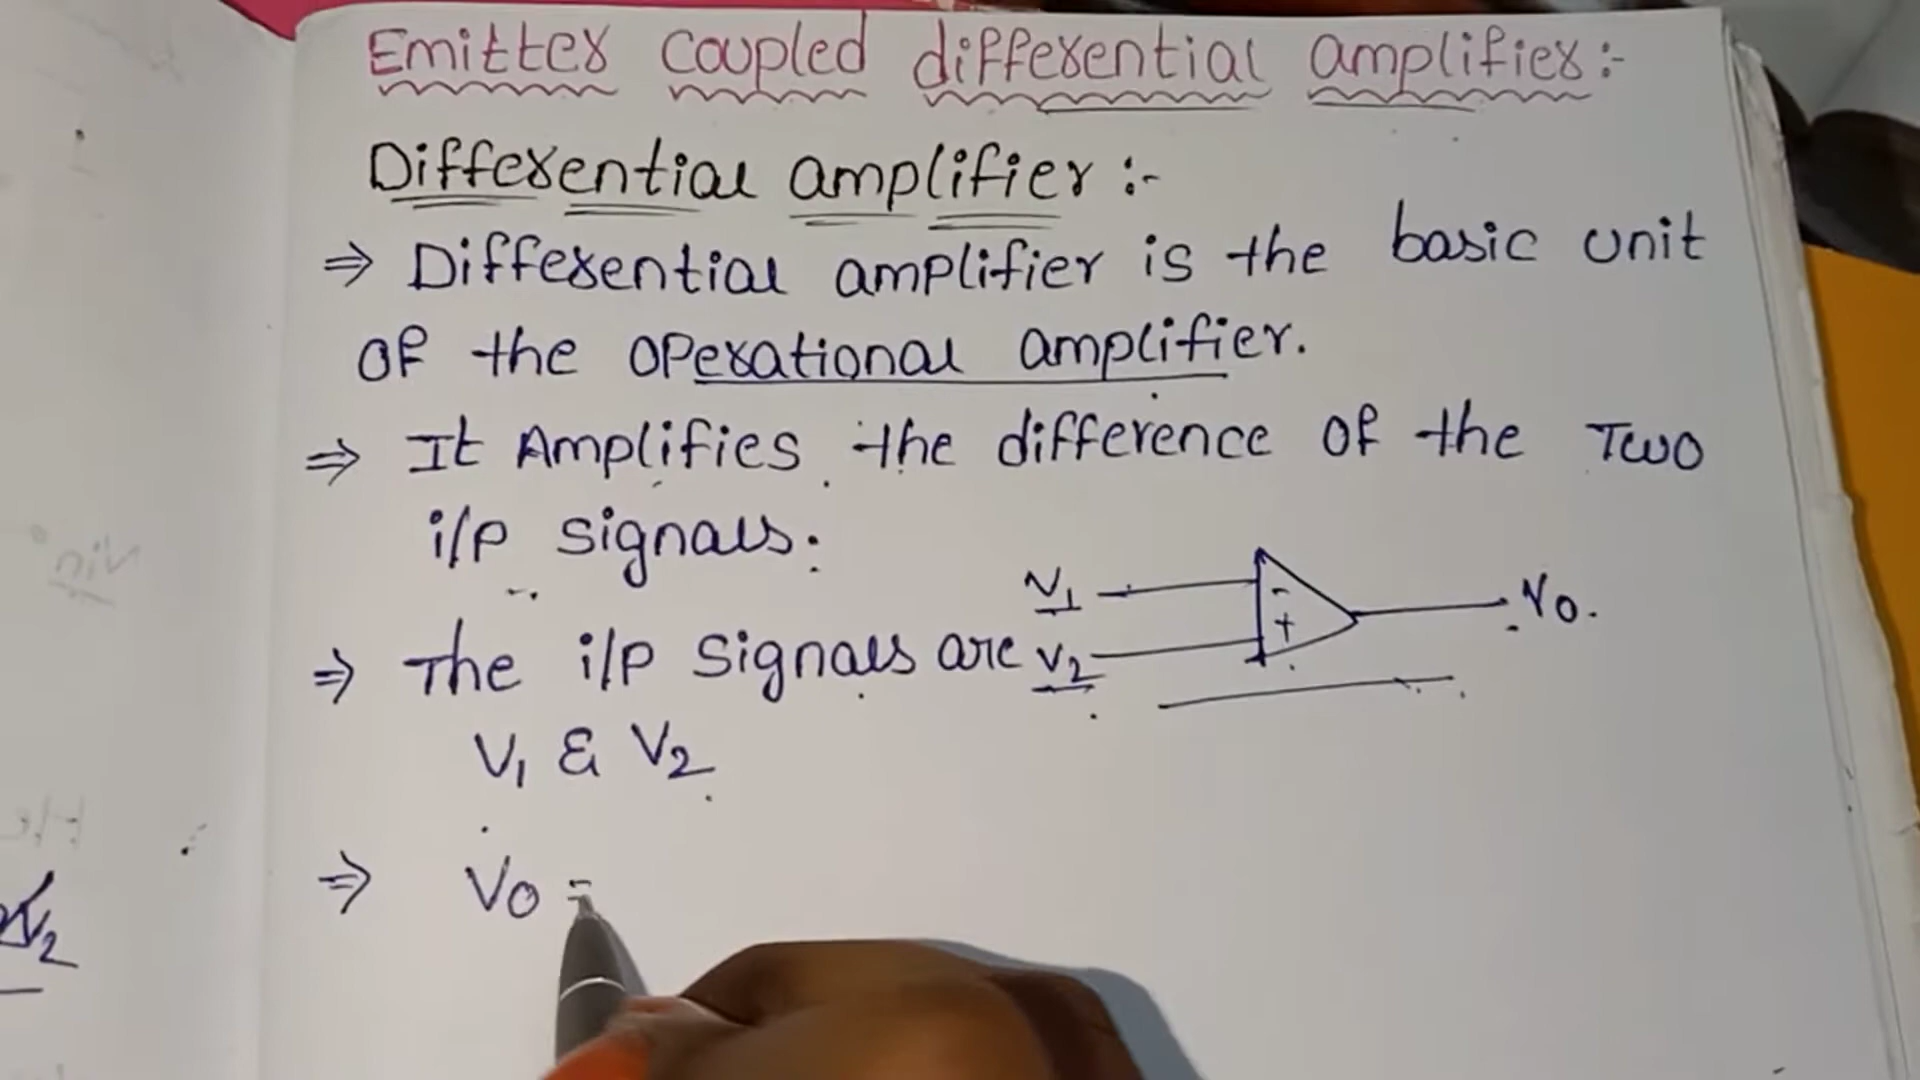 Emitter coupled differential amplifier:-
Differential amplifier :-
⇒ Differential amplifier is the basic unit
of the operational amplifier.
⇒ It Amplifies the difference of the Two
i/p signals.
V1
-
+
Vo.
⇒ The i/p signals are
V2
V1 & V2
⇒ Vo =
V2